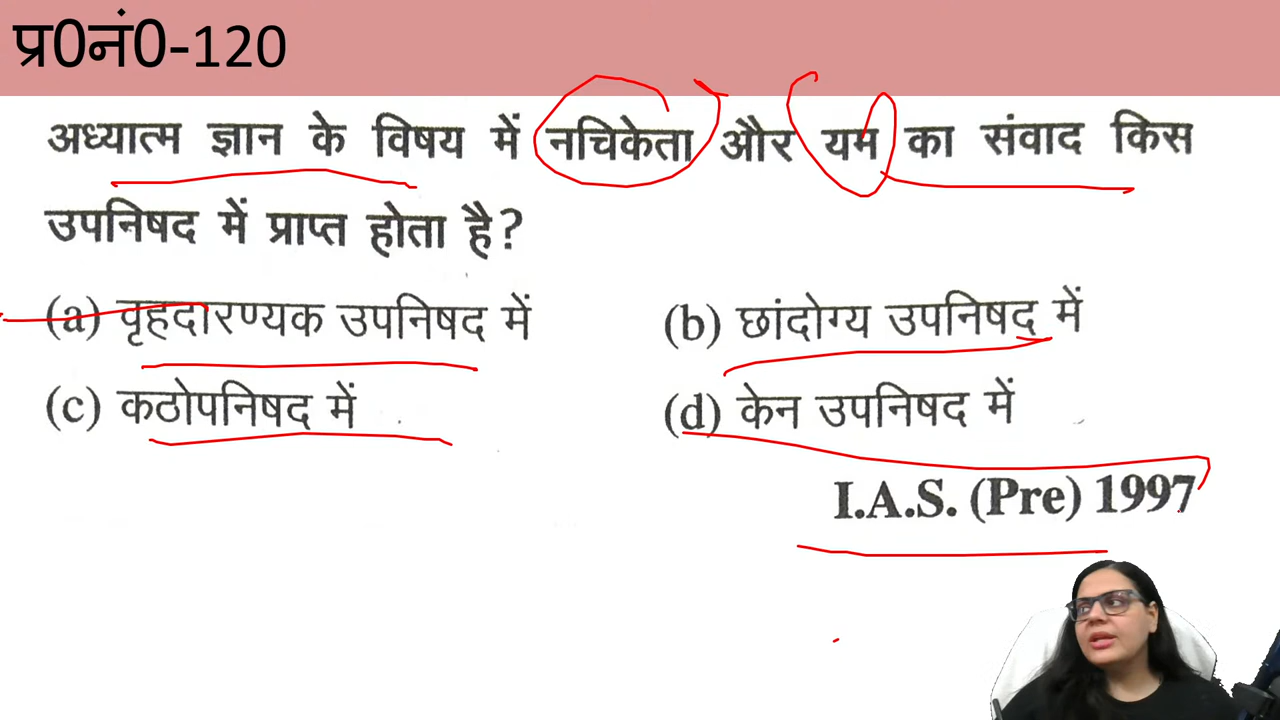 प्र0नं0-120
अध्यात्म ज्ञान के विषय में नचिकेता और यम का संवाद किस
उपनिषद में प्राप्त होता है?
(a) वृहदारण्यक उपनिषद में (b) छांदोग्य उपनिषद में
(c) कठोपनिषद में (d) केन उपनिषद में
I.A.S. (Pre) 1997